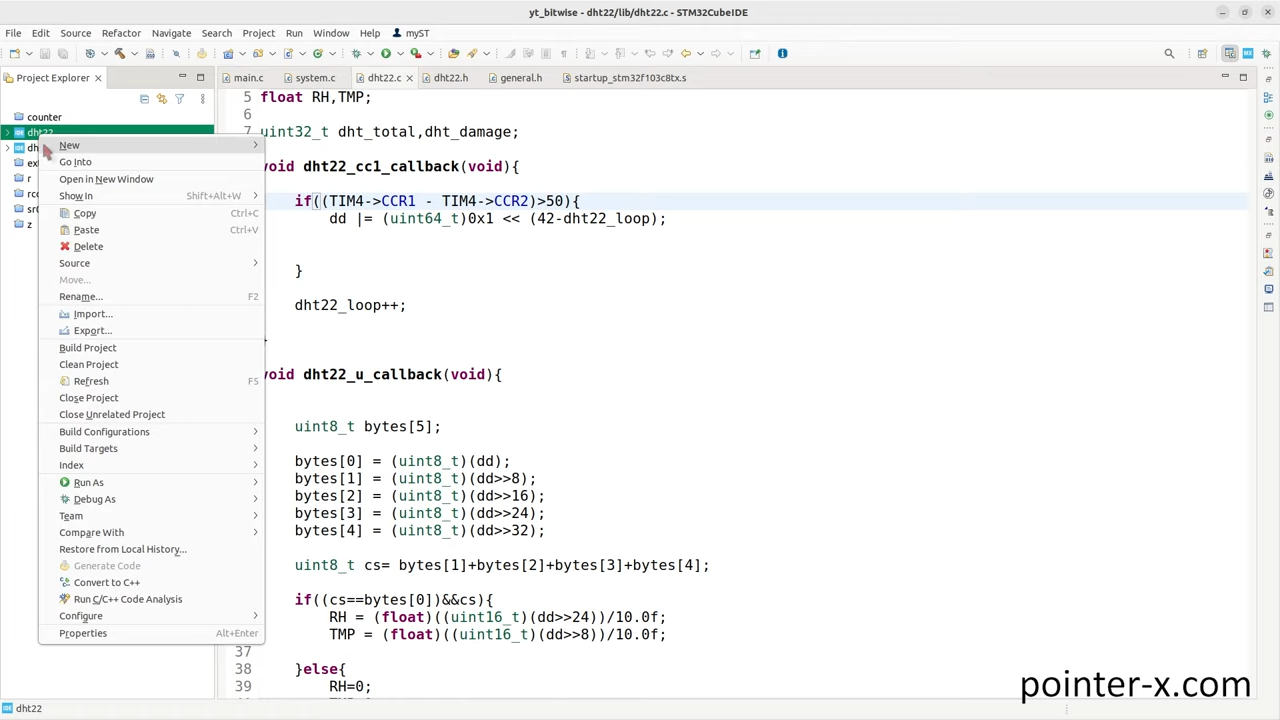 yt_bitwise - dht22/lib/dht22.c - STM32CubeIDE
File Edit Source Refactor Navigate Search Project Run Window Help myST
Project Explorer
main.c system.c dht22.c dht22.h general.h startup_stm32f103c8tx.s
counter
dht22
dh
ext
r
rcc
sr0
z
New
Go Into
Open in New Window
Show In Shift+Alt+W
Copy Ctrl+C
Paste Ctrl+V
Delete
Source
Move...
Rename... F2
Import...
Export...
Build Project
Clean Project
Refresh F5
Close Project
Close Unrelated Project
Build Configurations
Build Targets
Index
Run As
Debug As
Team
Compare With
Restore from Local History...
Generate Code
Convert to C++
Run C/C++ Code Analysis
Configure
Properties Alt+Enter
5 float RH,TMP;
6
7 uint32_t dht_total,dht_damage;
void dht22_cc1_callback(void){
if((TIM4->CCR1 - TIM4->CCR2)>50){
dd |= (uint64_t)0x1 << (42-dht22_loop);
}
dht22_loop++;
}
void dht22_u_callback(void){
uint8_t bytes[5];
bytes[0] = (uint8_t)(dd);
bytes[1] = (uint8_t)(dd>>8);
bytes[2] = (uint8_t)(dd>>16);
bytes[3] = (uint8_t)(dd>>24);
bytes[4] = (uint8_t)(dd>>32);
uint8_t cs= bytes[1]+bytes[2]+bytes[3]+bytes[4];
if((cs==bytes[0])&&cs){
RH = (float)((uint16_t)(dd>>24))/10.0f;
TMP = (float)((uint16_t)(dd>>8))/10.0f;
37
38 }else{
39 RH=0;
pointer-x.com
dht22